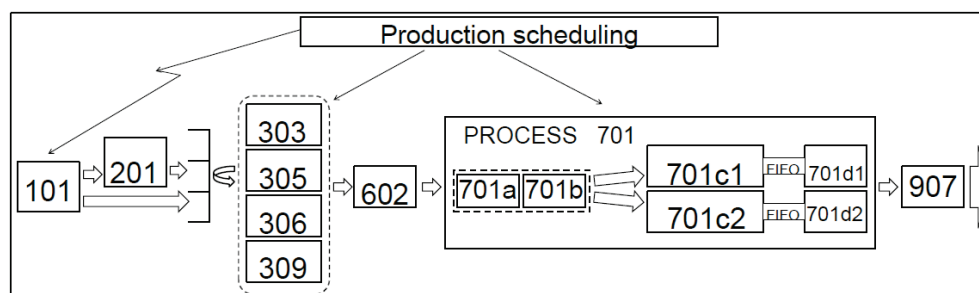 Production scheduling
101
201
303
305
306
309
602
PROCESS 701
701a
701b
701c1
FIFO
701d1
701c2
FIFO
701d2
907